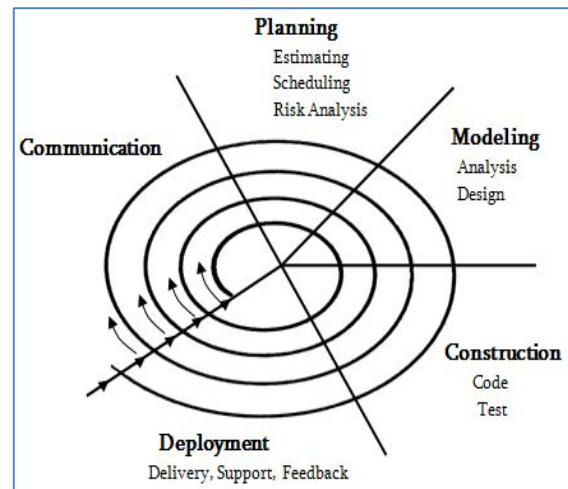 Planning
Estimating
Scheduling
Risk Analysis
Communication
Modeling
Analysis
Design
Construction
Code
Test
Deployment
Delivery, Support, Feedback